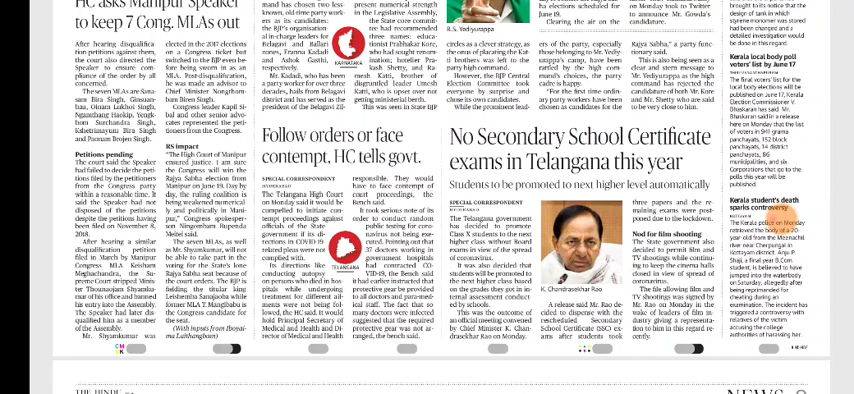 HC asks Manipur Speaker
to keep 7 Cong. MLAs out
After hearing disqualifica-
tion petitions against them,
the court also directed the
Speaker to ensure com-
pliance of the order by all
concerned.
The seven MLAs are Sana-
sam Bira Singh, Ginsuan-
hau, Oinam Lukhoi Singh,
Ngamthang Haokip, Yengk-
hom Surchandra Singh,
Kshetrimayum Bira Singh
and Paonam Brojen Singh.
Petitions pending
The court said the Speaker
had failed to decide the peti-
tions filed by the petitioners
from the Congress party
within a reasonable time. It
said the Speaker had not
disposed of the petitions
despite the petitions having
been filed on November 8,
2018.
After hearing a similar
disqualification petition
filed in March by Manipur
Congress MLA Keisham
Meghachandra, the Su-
preme Court stripped Minis-
ter Thounaojam Shyamku-
mar of his office and banned
his entry into the Assembly.
The Speaker had later dis-
qualified him as a member
of the Assembly.
Mr. Shyamkumar was
elected in the 2017 elections
on a Congress ticket but
switched to the BJP even be-
fore being sworn in as an
MLA. Post-disqualification,
he was made an advisor to
Chief Minister Nongthom-
bam Biren Singh.
Congress leader Kapil Si-
bal and other senior advo-
cates represented the peti-
tioners from the Congress.
RS impact
“The High Court of Manipur
ensured justice. I am sure
the Congress will win the
Rajya Sabha election from
Manipur on June 19. Day by
day, the ruling coalition is
being weakened numerical-
ly and politically in Mani-
pur,” Congress spokesper-
son Ningombam Bupenda
Meitei said.
The seven MLAs, as well
as Mr. Shyamkumar, will not
be able to take part in the
voting for the State's lone
Rajya Sabha seat because of
the court orders. The BJP is
fielding the titular king
Leishemba Sanajaoba while
former MLA T. Mangibabu is
the Congress candidate for
the seat.
(With inputs from Iboyai-
ma Laithangbam)
mand has chosen two less-
known, old-time party work-
ers as its candidates:
the BJP's organisation-
al in-charge leaders for
Belagavi and Ballari
zones, Eranna Kadadi
and Ashok Gasthi,
respectively.
Mr. Kadadi, who has been
a party worker for over three
decades, hails from Belagavi
district and has served as the
president of the Belagavi Zil-
KARNATAKA
present numerical strength
in the Legislative Assembly,
the State core commit-
tee had recommended
three names: educa-
tionist Prabhakar Kore,
who had sought renom-
ination; hotelier Pra-
kash Shetty, and Ra-
mesh Katti, brother of
disgruntled leader Umesh
Katti, who is upset over not
getting ministerial berth.
This was seen in State BJP
R.S. Yediyurappa
circles as a clever strategy, as
the onus of placating the Kat-
ti brothers was left to the
party high command.
However, the BJP Central
Election Committee took
everyone by surprise and
chose its own candidates.
While the prominent lead-
ha elections scheduled for
June 19.
Clearing the air on the
ers of the party, especially
those belonging to Mr. Yedy-
urappa's camp, have been
rattled by the high com-
mand's choices, the party
cadre is happy.
“For the first time ordin-
ary party workers have been
chosen as candidates for the
on Monday took to Twitter
to announce Mr. Gowda's
candidature.
Rajya Sabha,” a party func-
tionary said.
This is also being seen as a
clear and stern message to
Mr. Yediyurappa as the high
command has rejected the
candidature of both Mr. Kore
and Mr. Shetty who are said
to be very close to him.
Follow orders or face
contempt, HC tells govt.
SPECIAL CORRESPONDENT
HYDERABAD
The Telangana High Court
on Monday said it would be
compelled to initiate con-
tempt proceedings against
officials of the State
government if its di-
rections in COVID-19
related pleas were not
complied with.
Its directions like
conducting autopsy
on persons who died in hos-
pitals while undergoing
treatment for different ail-
ments were not being fol-
lowed, the HC said. It would
hold Principal Secretary of
Medical and Health and Di-
rector of Medical and Health
TELANGANA
responsible. They would
have to face contempt of
court proceedings, the
Bench said.
It took serious note of its
order to conduct random
public testing for coro-
navirus not being exe-
cuted. Pointing out that
37 doctors working in
government hospitals
had contracted CO-
VID-19, the Bench said
it had earlier instructed that
protective gear be provided
to all doctors and para-med-
ical staff. The fact that so
many doctors were infected
suggested that the required
protective gear was not ar-
ranged, the bench said.
No Secondary School Certificate
exams in Telangana this year
Students to be promoted to next higher level automatically
SPECIAL CORRESPONDENT
HYDERABAD
The Telangana government
has decided to promote
Class X students to the next
higher class without Board
exams in view of the spread
of coronavirus.
It was also decided that
students will be promoted to
the next higher class based
on the grades they got in in-
ternal assessment conduct-
ed by schools.
This was the outcome of
an official meeting convened
by Chief Minister K. Chan-
drasekhar Rao on Monday.
K. Chandrasekhar Rao
A release said Mr. Rao de-
cided to dispense with the
rescheduled Secondary
School Certificate (SSC) ex-
ams after students took
three papers and the re-
maining exams were post-
poned due to the lockdown.
Nod for film shooting
The State government also
decided to permit film and
TV shootings while continu-
ing to keep the cinema halls
closed in view of spread of
coronavirus.
The file allowing film and
TV shootings was signed by
Mr. Rao on Monday in the
wake of leaders of film in-
dustry giving a representa-
tion to him in this regard re-
cently.
brought to its notice that the
design of tank in which
styrene monomer was stored
had been changed and a
detailed investigation would
be done in this regard.
Kerala local body poll
voters' list by June 17
The final voters' list for the
local body elections will be
published on June 17, Kerala
Election Commissioner V.
Bhaskaran has said. Mr.
Bhaskaran said in a release
here on Monday that the list
of voters in 941 grama
panchayats, 152 block
panchayats, 14 district
panchayats, 86
municipalities, and six
Corporations that go to the
polls this year will be
published.
Kerala student's death
sparks controversy
KOTTAYAM
The Kerala police on Monday
retrieved the body of a 20-
year-old from the Meenachil
river near Cherpungal in
Kottayam district. Anju P.
Shaji, a final year B.Com.
student, is believed to have
jumped into the waterbody
on Saturday, allegedly after
being reprimanded for
cheating during an
examination. The incident has
triggered a controversy with
relatives of the victim
accusing the college
authorities of harassing her.
CM
K
THE HINDU
NEWS